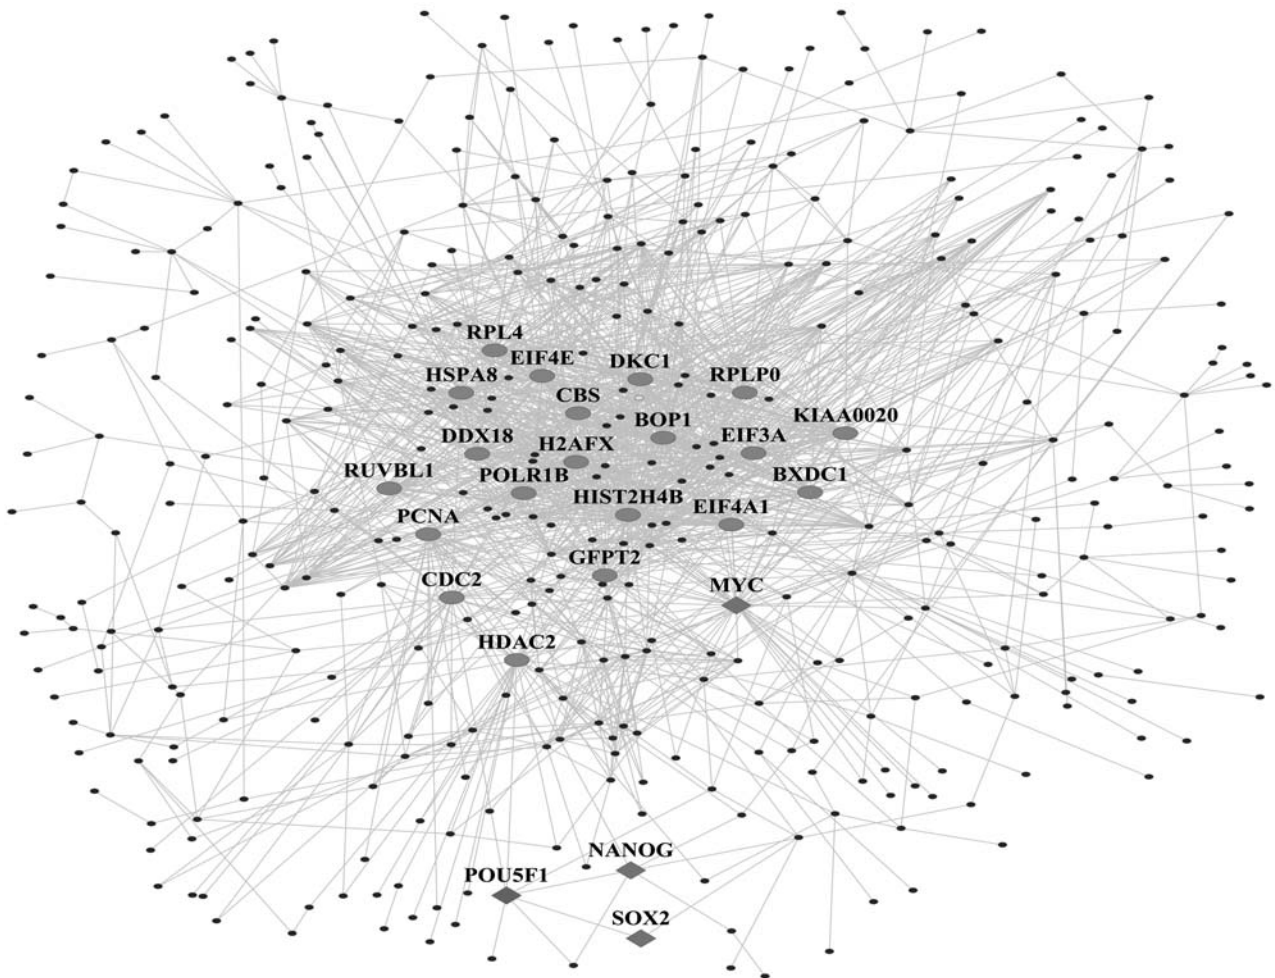 RPL4
EIF4E
DKC1
HSPA8
RPLP0
CBS
KIAA0020
BOP1
DDX18
H2AFX
EIF3A
RUVBL1
POLR1B
BXDC1
HIST2H4B
EIF4A1
PCNA
GFPT2
CDC2
MYC
HDAC2
NANOG
POU5F1
SOX2